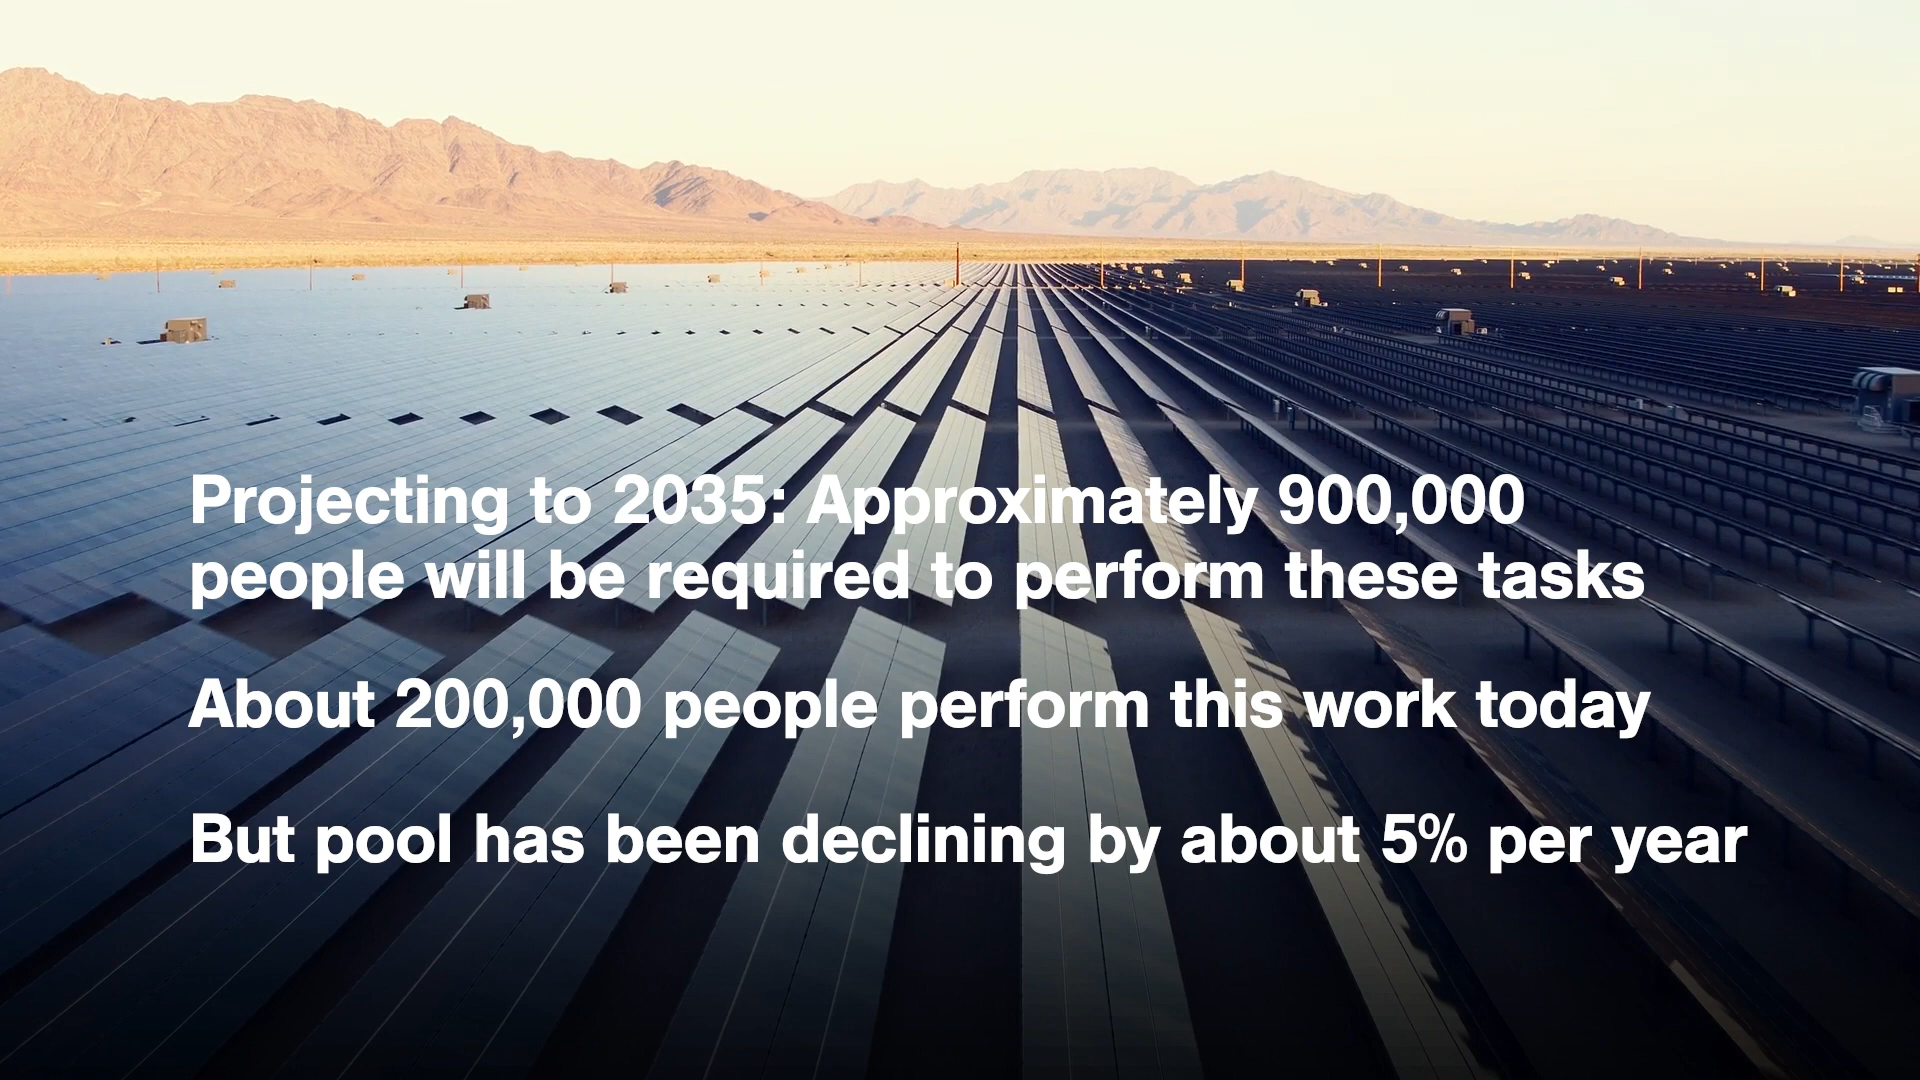 Projecting to 2035: Approximately 900,000
people will be required to perform these tasks
About 200,000 people perform this work today
But pool has been declining by about 5% per year